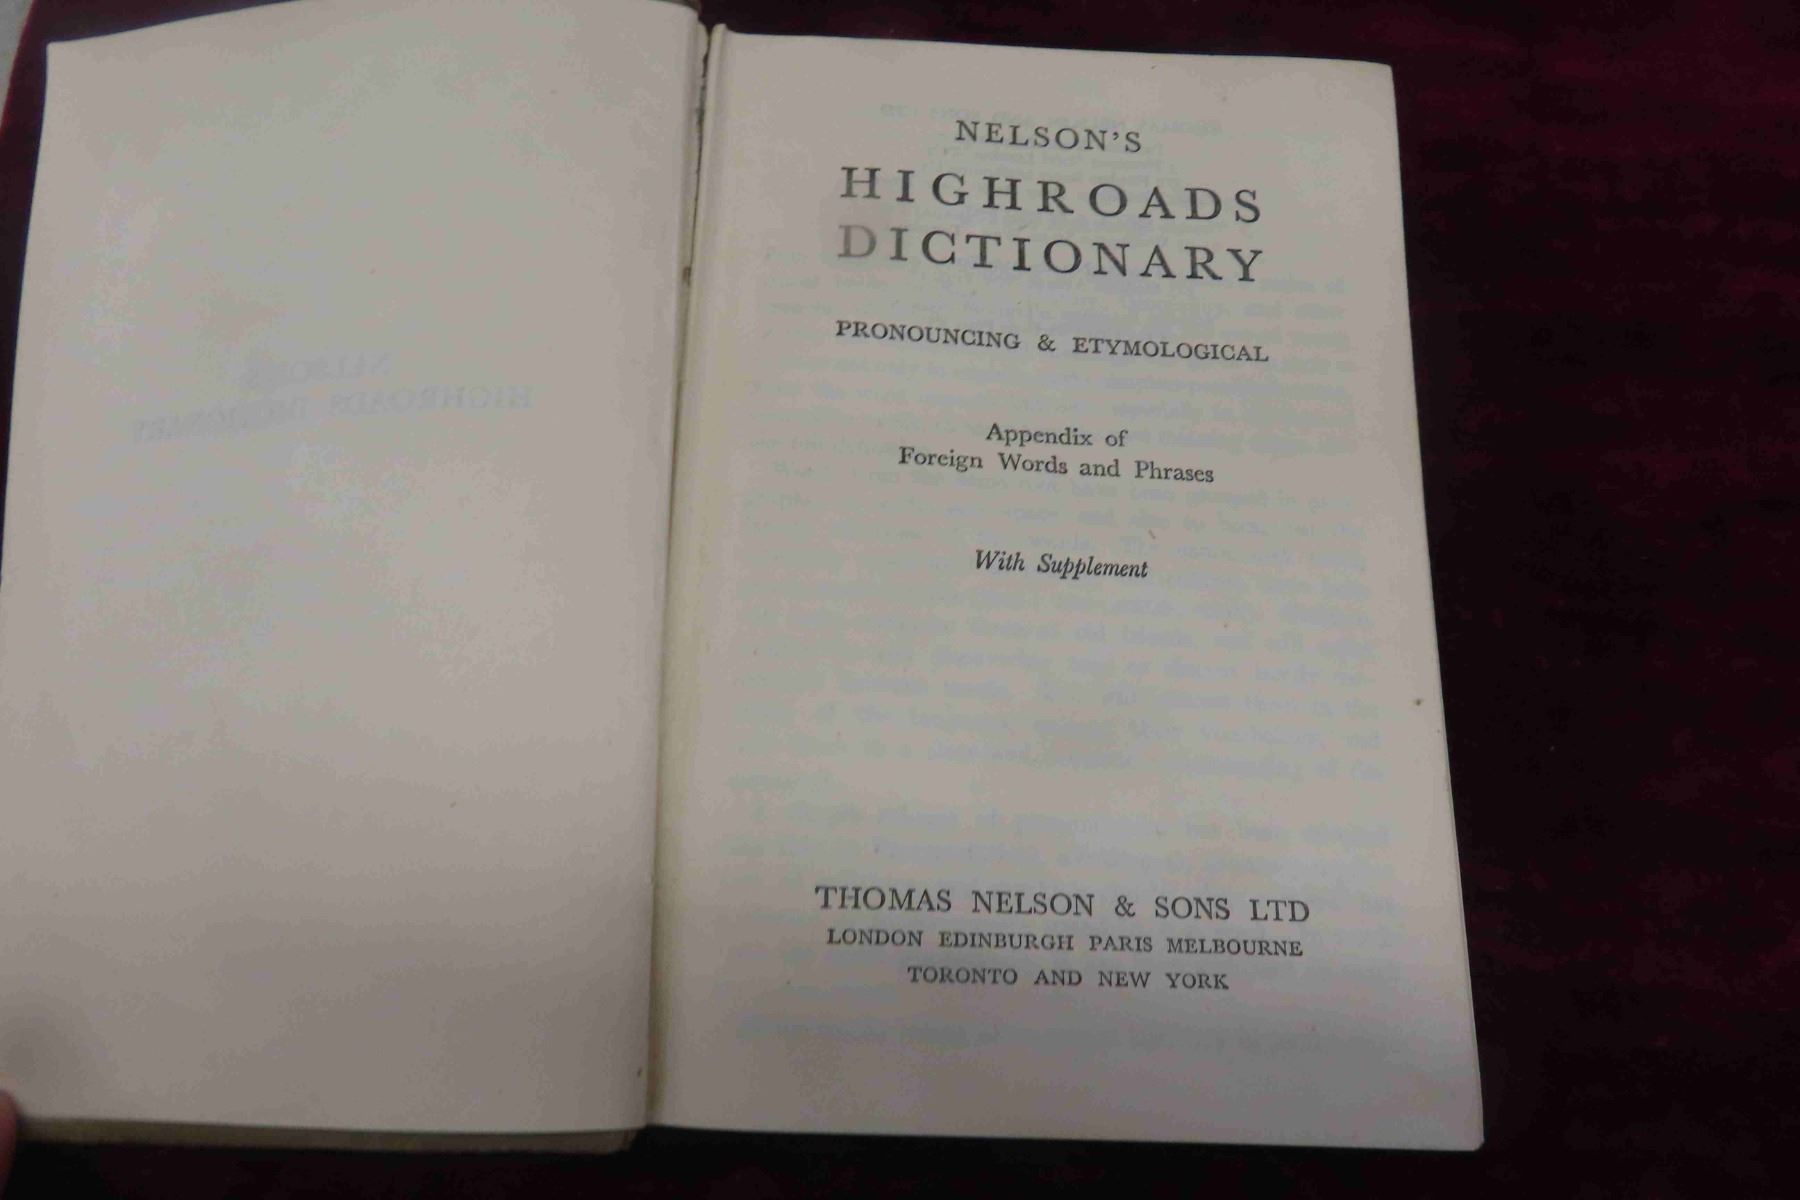 NELSON'S
HIGHROADS
DICTIONARY
PRONOUNCING & ETYMOLOGICAL
Appendix of
Foreign Words and Phrases
With Supplement
THOMAS NELSON & SONS LTD
LONDON EDINBURGH PARIS MELBOURNE
TORONTO AND NEW YORK